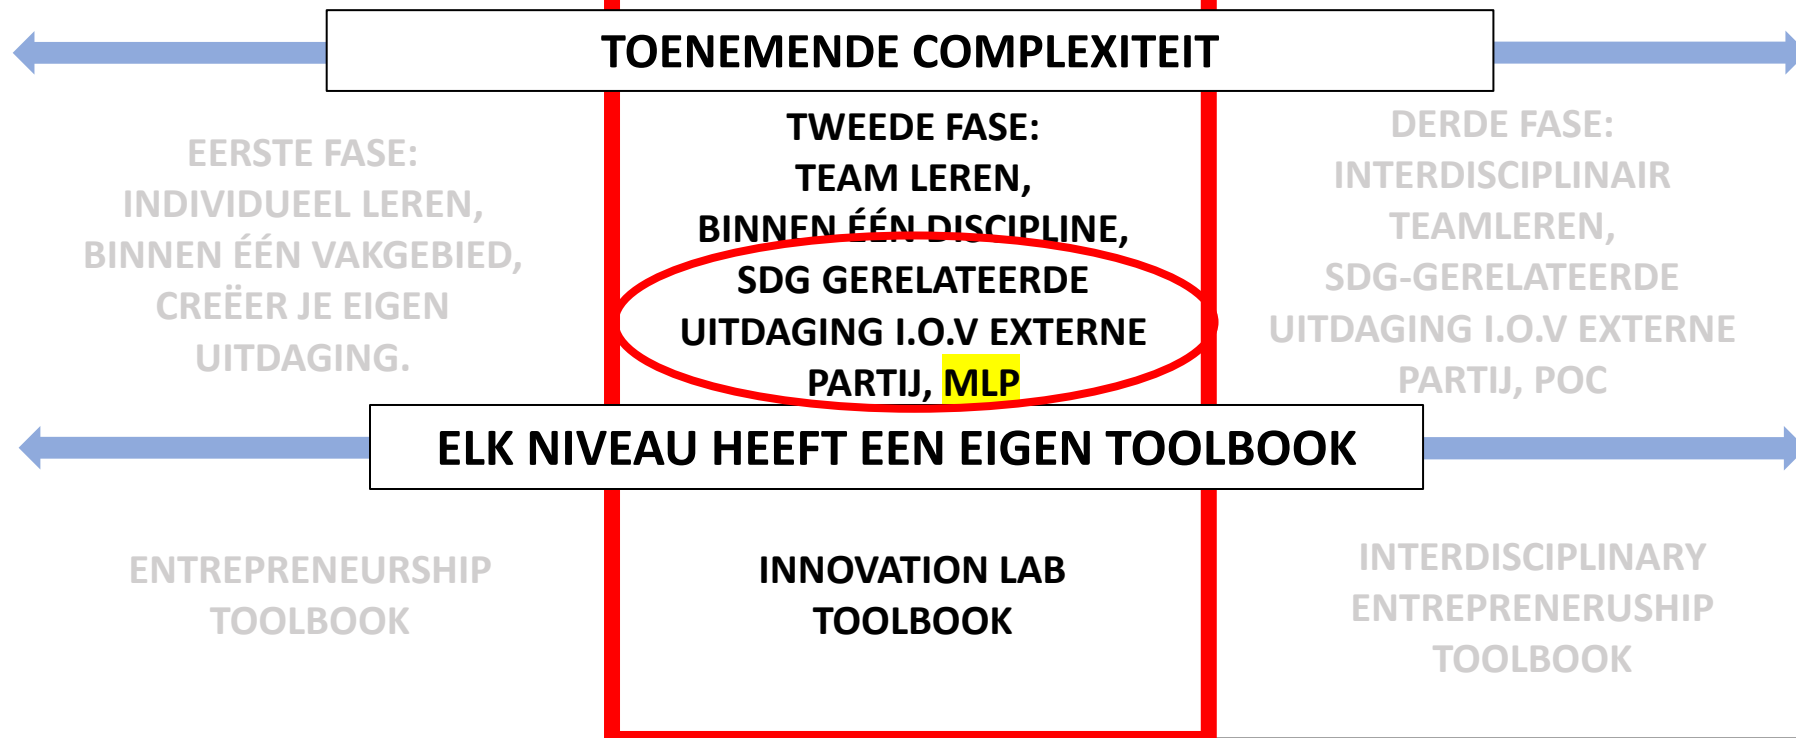 TOENEMENDE COMPLEXITEIT
EERSTE FASE:
INDIVIDUEEL LEREN,
BINNEN ÉÉN VAKGEBIED,
CREËER JE EIGEN
UITDAGING.
TWEEDE FASE:
TEAM LEREN,
BINNEN ÉÉN DISCIPLINE,
SDG GERELATEERDE
UITDAGING I.O.V EXTERNE
PARTIJ, MLP
DERDE FASE:
INTERDISCIPLINAIR
TEAMLEREN,
SDG-GERELATEERDE
UITDAGING I.O.V EXTERNE
PARTIJ, POC
ELK NIVEAU HEEFT EEN EIGEN TOOLBOOK
ENTREPRENEURSHIP
TOOLBOOK
INNOVATION LAB
TOOLBOOK
INTERDISCIPLINARY
ENTREPRENERUSHIP
TOOLBOOK